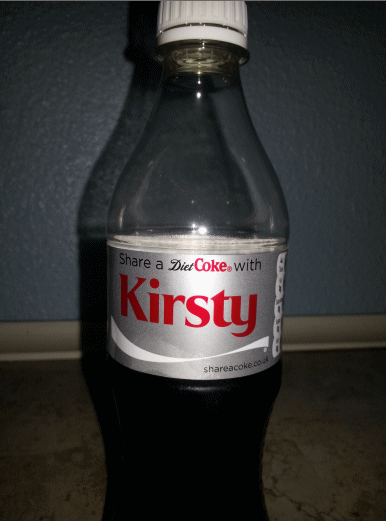 Share a Diet Coke® with
Kirsty
shareacoke.co.uk